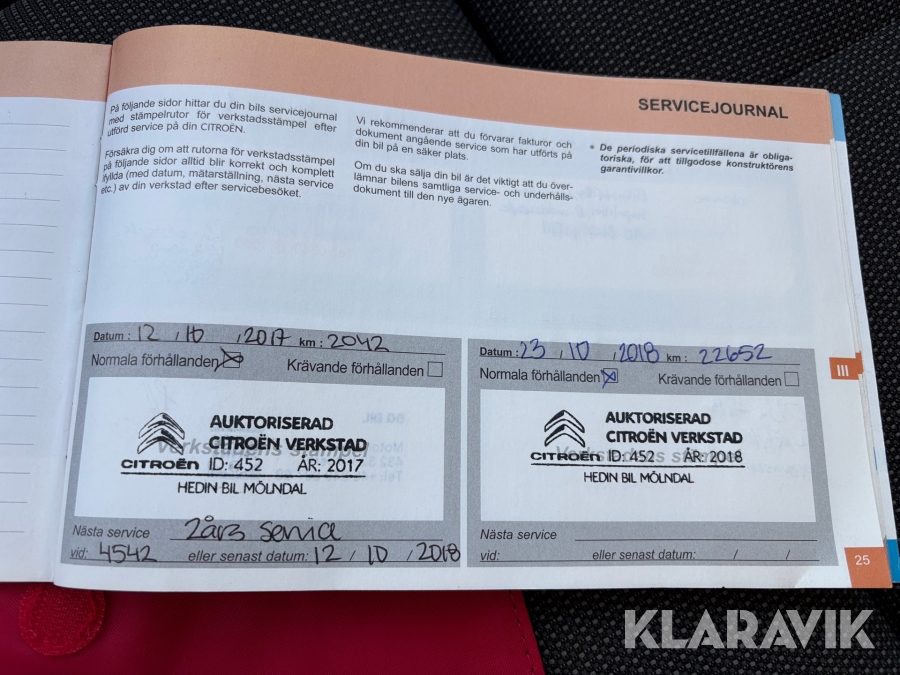 SERVICEJOURNAL
På följande sidor hittar du din bils servicejournal
med stämpelrutor för verkstadsstämpel efter
utförd service på din CITROËN.
Försäkra dig om att rutorna för verkstadsstämpel
på följande sidor alltid blir korrekt och komplett
ifyllda (med datum, mätarställning, nästa service
etc.) av din verkstad efter servicebesöket.
Vi rekommenderar att du förvarar fakturor och
dokument angående service som har utförts på
din bil på en säker plats.
Om du ska sälja din bil är det viktigt att du över-
lämnar bilens samtliga service- och underhålls-
dokument till den nye ägaren.
* De periodiska servicetillfällena är obliga-
toriska, för att tillgodose konstruktörens
garantivillkor.
Datum : 12 / 10 / 2017 km : 2042
Normala förhållanden Krävande förhållanden
AUKTORISERAD
CITROËN VERKSTAD
Verkstadens stämpel
CITROËN ID: 452 ÅR: 2017
HEDIN BIL MÖLNDAL
Nästa service 2års service
vid: 4542 eller senast datum: 12 / 10 / 2018
Datum : 23 / 10 / 2018 km : 22652
Normala förhållanden Krävande förhållanden
AUKTORISERAD
CITROËN VERKSTAD
Verkstadens stämpel
CITROËN ID: 452 ÅR: 2018
HEDIN BIL MÖLNDAL
Nästa service
vid: eller senast datum: / /
III
25
KLARAVIK